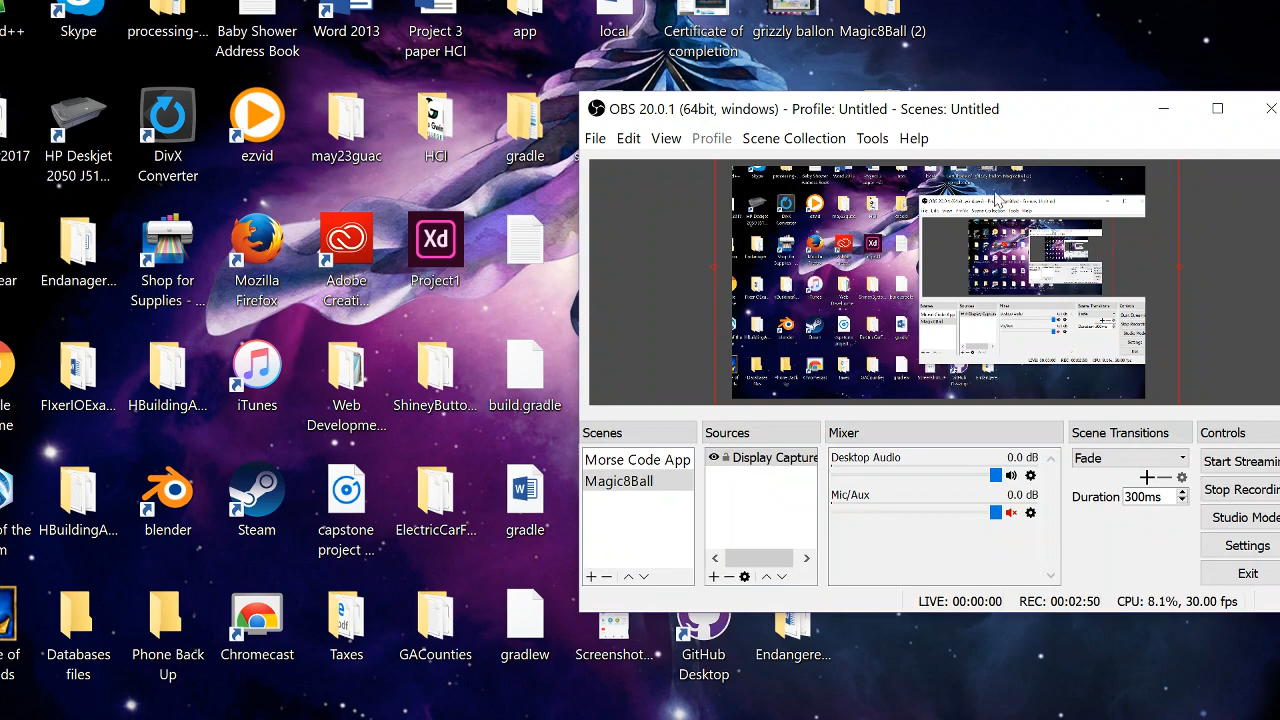 d++
Skype
processing-...
Baby Shower
Address Book
Word 2013
Project 3
paper HCI
app
local
Certificate of
completion
grizzly ballon
Magic8Ball (2)
2017
HP Deskjet
2050 J51...
DivX
Converter
ezvid
may23guac
HCI
gradle
ear
Endanager...
Shop for
Supplies - ...
Mozilla
Firefox
Adobe
Creati...
Project1
le
me
FIxerIOExa...
HBuildingA...
iTunes
Web
Developme...
ShineyButto...
build.gradle
of the
m
HBuildingA...
blender
Steam
capstone
project ...
ElectricCarF...
gradle
e of
ds
Databases
files
Phone Back
Up
Chromecast
Taxes
GACounties
gradlew
Screenshot...
GitHub
Desktop
Endangere...
OBS 20.0.1 (64bit, windows) - Profile: Untitled - Scenes: Untitled
File Edit View Profile Scene Collection Tools Help
Scenes
Morse Code App
Magic8Ball
Sources
Display Capture
Mixer
Desktop Audio 0.0 dB
Mic/Aux 0.0 dB
Scene Transitions
Fade
Duration 300ms
Controls
Start Streamin
Stop Recordin
Studio Mode
Settings
Exit
LIVE: 00:00:00 REC: 00:02:50 CPU: 8.1%, 30.00 fps